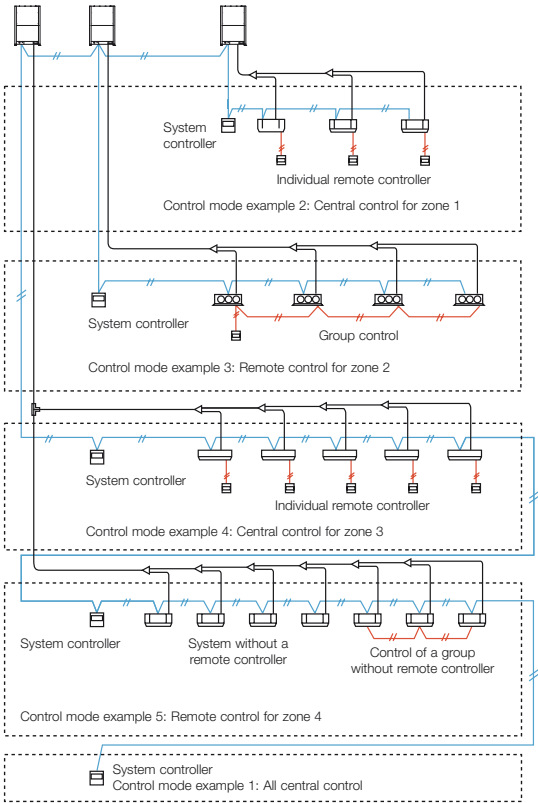 System
controller
Individual remote controller
Control mode example 2: Central control for zone 1
System controller
Group control
Control mode example 3: Remote control for zone 2
System controller
Individual remote controller
Control mode example 4: Central control for zone 3
System controller
System without a
remote controller
Control of a group
without remote controller
Control mode example 5: Remote control for zone 4
System controller
Control mode example 1: All central control